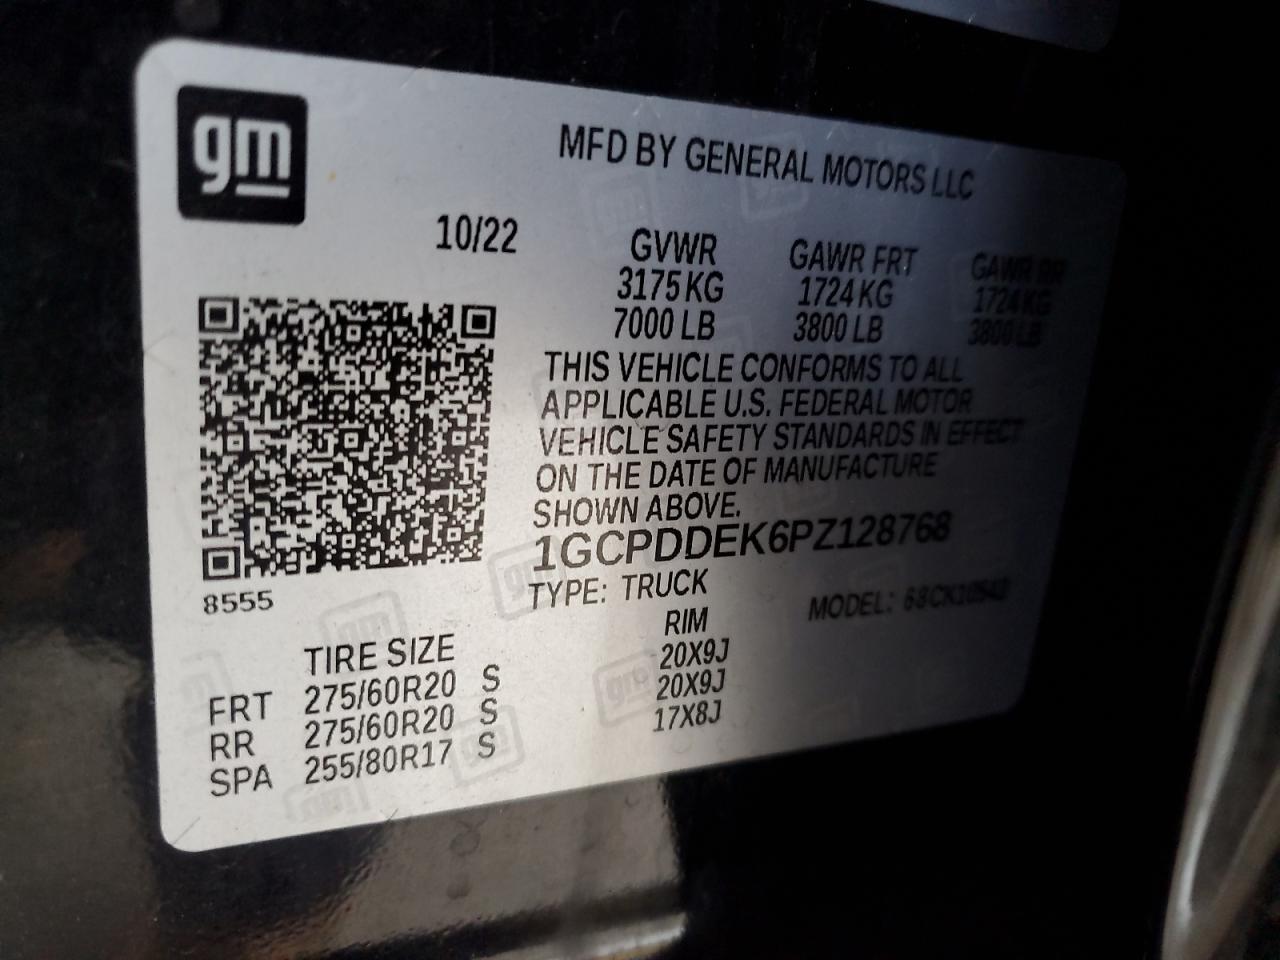 gm
MFD BY GENERAL MOTORS LLC
10/22
GVWR GAWR FRT GAWR RR
3175 KG 1724 KG 1724 KG
7000 LB 3800 LB 3800 LB
THIS VEHICLE CONFORMS TO ALL
APPLICABLE U.S. FEDERAL MOTOR
VEHICLE SAFETY STANDARDS IN EFFECT
ON THE DATE OF MANUFACTURE
SHOWN ABOVE.
1GCPDDEK6PZ128768
8555
TYPE: TRUCK MODEL:
TIRE SIZE RIM
FRT 275/60R20 S 20X9J
RR 275/60R20 S 20X9J
SPA 255/80R17 S 17X8J